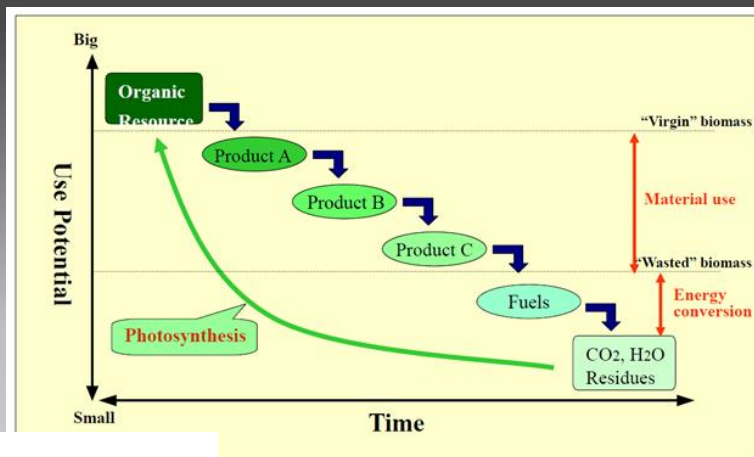 Big
Organic
Resource
"Virgin" biomass
Product A
Product B
Material use
Product C
"Wasted" biomass
Fuels
Energy
conversion
Photosynthesis
CO2, H2O
Residues
Small
Time
Use Potential